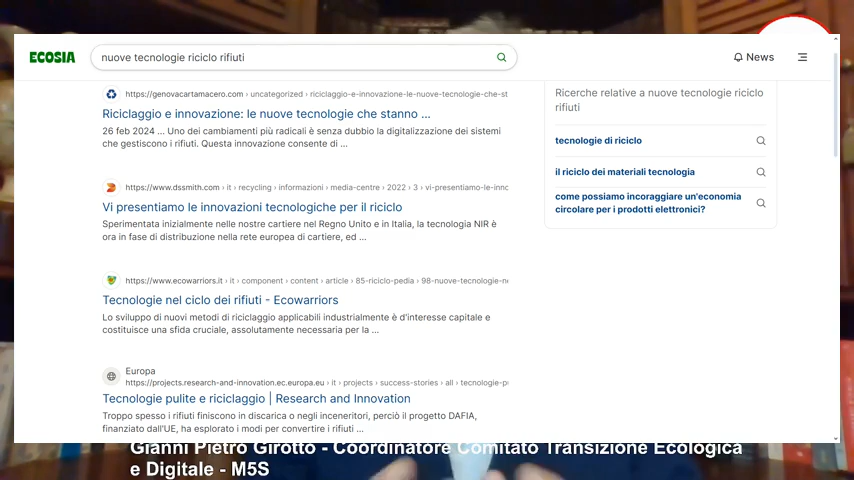 ECOSIA
nuove tecnologie riciclo rifiuti
News
https://genovacartamacero.com › uncategorized › riciclaggio-e-innovazione-le-nuove-tecnologie-che-st
Riciclaggio e innovazione: le nuove tecnologie che stanno ...
26 feb 2024 ... Uno dei cambiamenti più radicali è senza dubbio la digitalizzazione dei sistemi
che gestiscono i rifiuti. Questa innovazione consente di ...
https://www.dssmith.com › it › recycling › informazioni › media-centre › 2022 › 3 › vi-presentiamo-le-inno
Vi presentiamo le innovazioni tecnologiche per il riciclo
Sperimentata inizialmente nelle nostre cartiere nel Regno Unito e in Italia, la tecnologia NIR è
ora in fase di distribuzione nella rete europea di cartiere, ed ...
https://www.ecowarriors.it › it › component › content › article › 85-riciclo-pedia › 98-nuove-tecnologie-n
Tecnologie nel ciclo dei rifiuti - Ecowarriors
Lo sviluppo di nuovi metodi di riciclaggio applicabili industrialmente è d'interesse capitale e
costituisce una sfida cruciale, assolutamente necessaria per la ...
Europa
https://projects.research-and-innovation.ec.europa.eu › it › projects › success-stories › all › tecnologie-p
Tecnologie pulite e riciclaggio | Research and Innovation
Troppo spesso i rifiuti finiscono in discarica o negli inceneritori, perciò il progetto DAFIA,
finanziato dall'UE, ha esplorato i modi per convertire i rifiuti ...
Ricerche relative a nuove tecnologie riciclo
rifiuti
tecnologie di riciclo
il riciclo dei materiali tecnologia
come possiamo incoraggiare un'economia
circolare per i prodotti elettronici?
Gianni Pietro Girotto - Coordinatore Comitato Transizione Ecologica
e Digitale - M5S